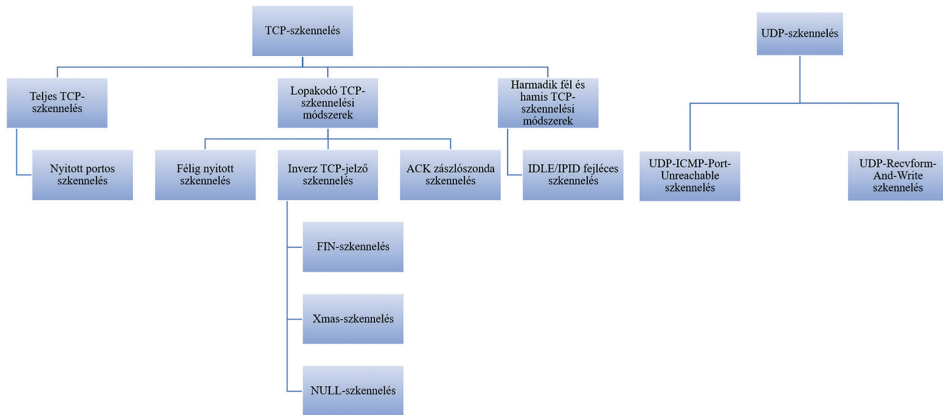 TCP-szkennelés
UDP-szkennelés
Teljes TCP-
szkennelés
Lopakodó TCP-
szkennelési
módszerek
Harmadik fél és
hamis TCP-
szkennelési
módszerek
Nyitott portos
szkennelés
Félig nyitott
szkennelés
Inverz TCP-jelző
szkennelés
ACK zászlószonda
szkennelés
IDLE/IPID fejléces
szkennelés
UDP-ICMP-Port-
Unreachable
szkennelés
UDP-Recvform-
And-Write
szkennelés
FIN-szkennelés
Xmas-szkennelés
NULL-szkennelés